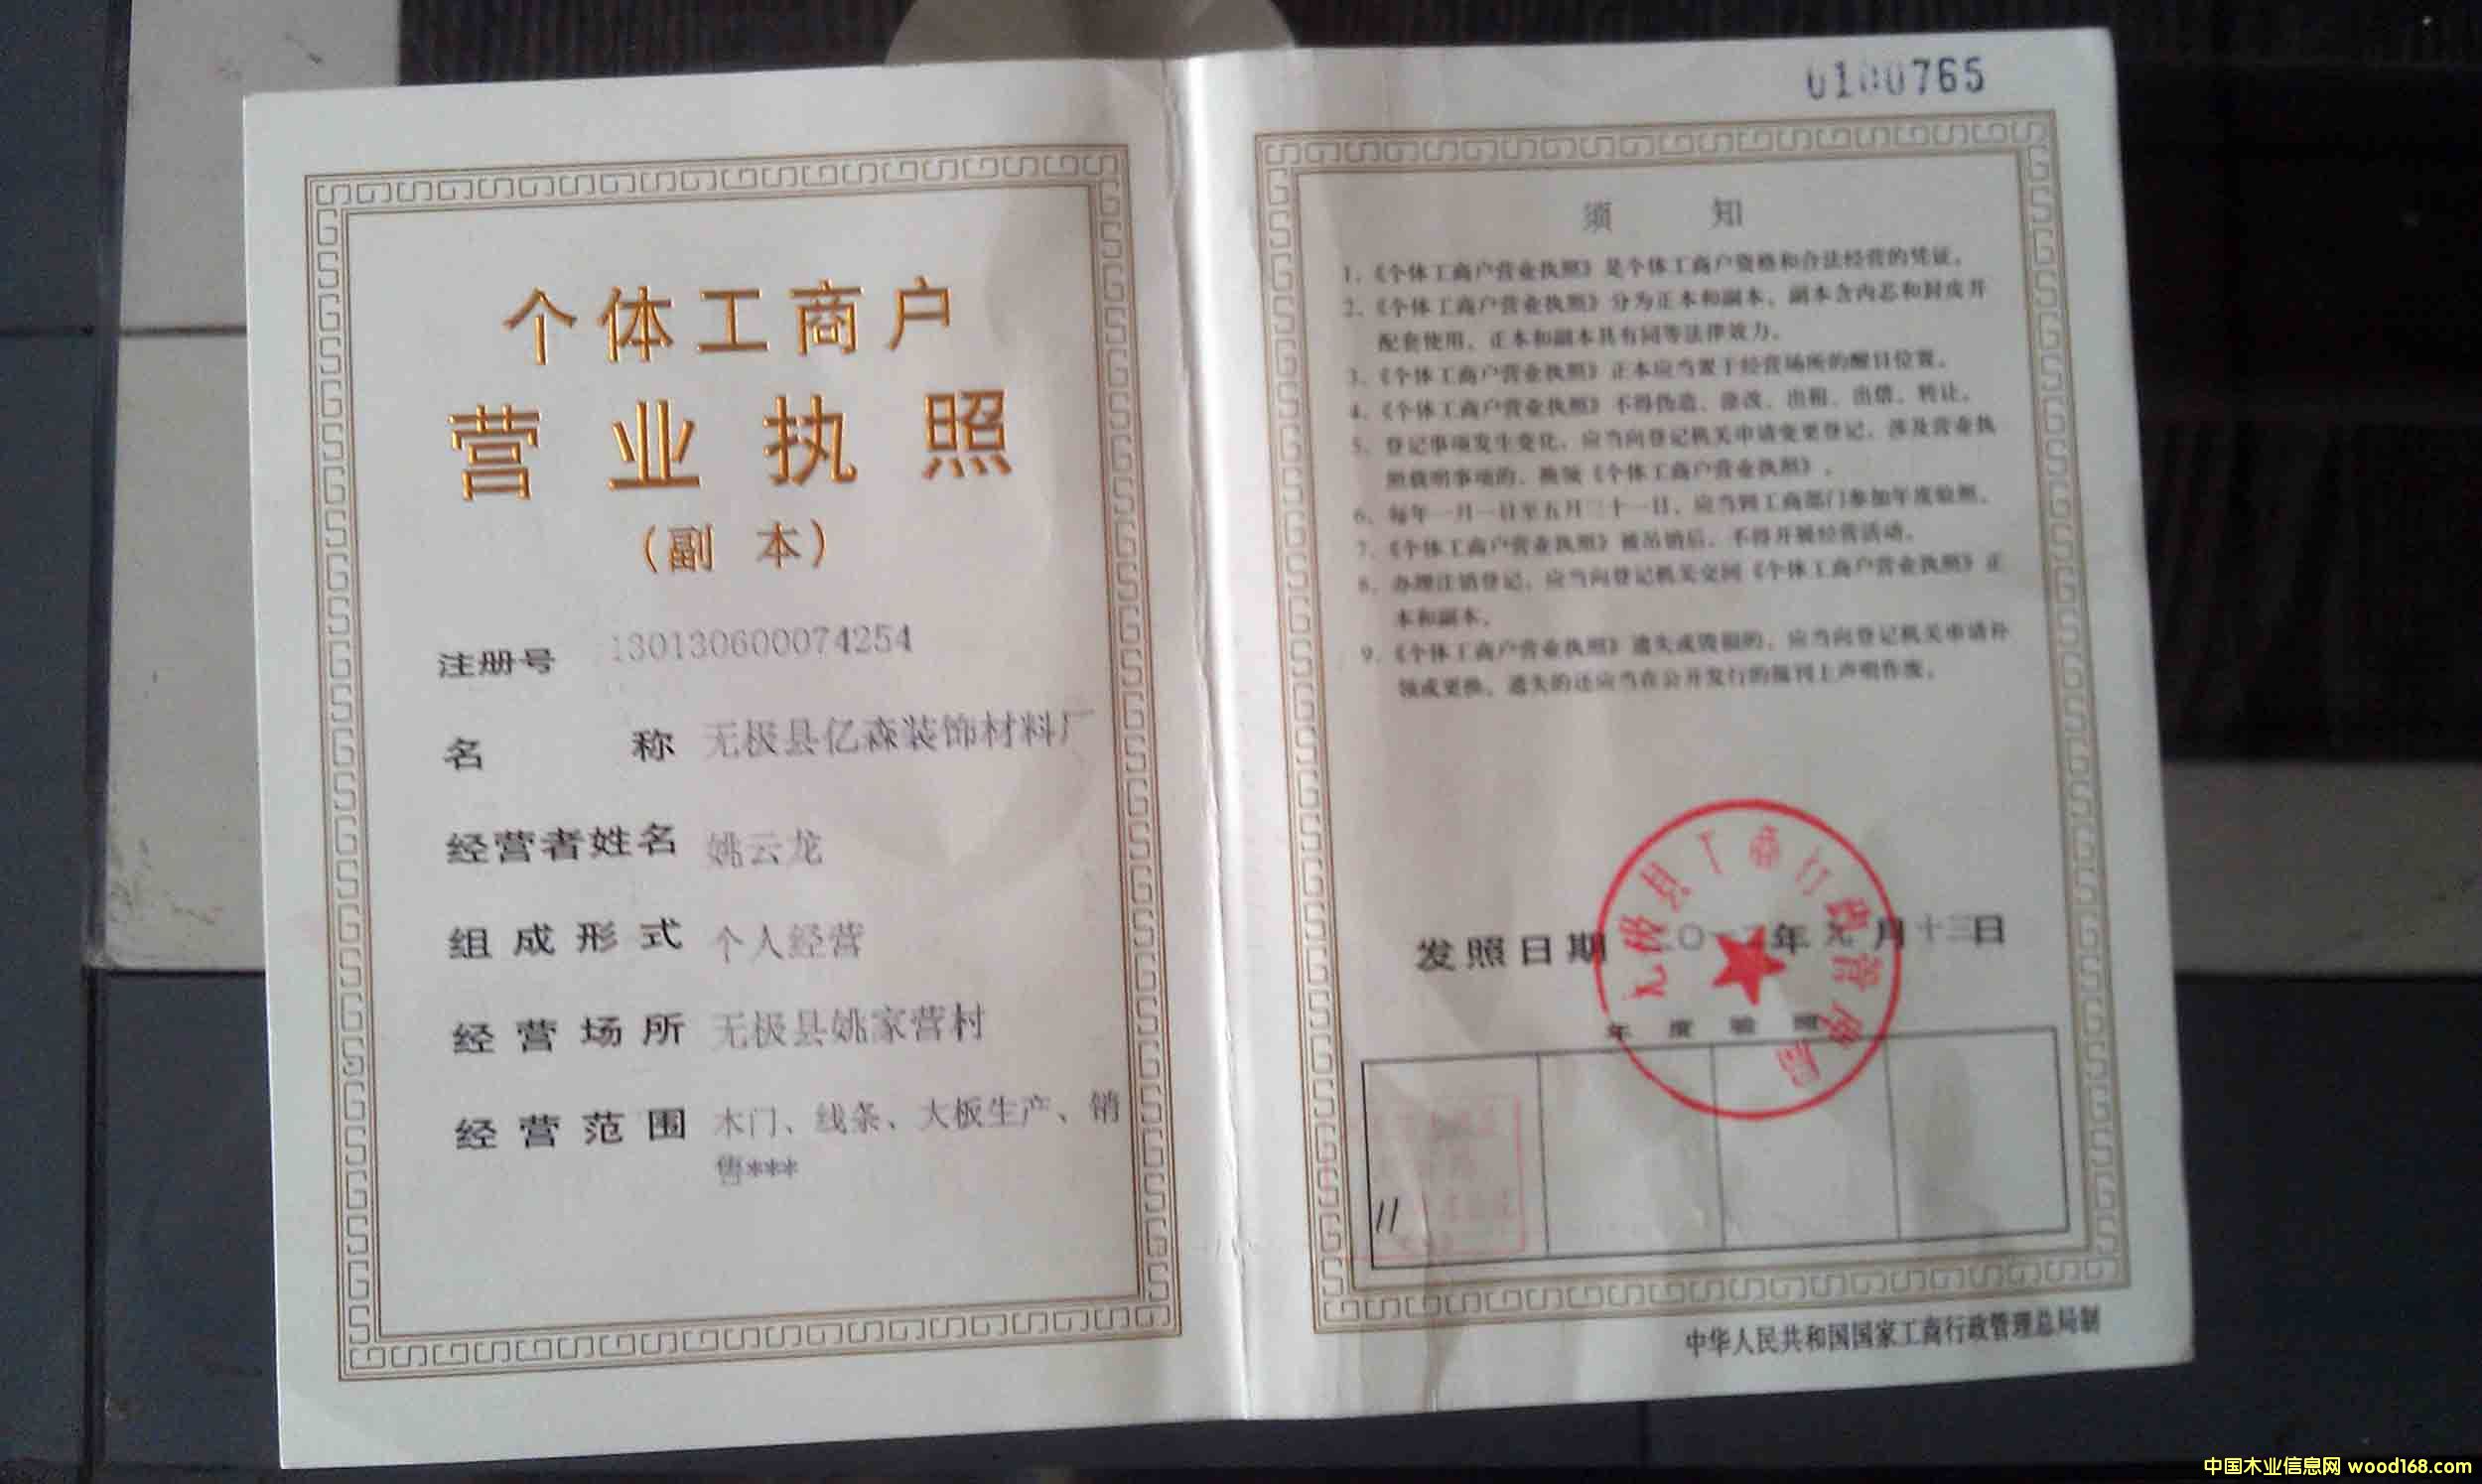 个体工商户
营业执照
(副 本)
注册号 130130600074254
名 称 无极县亿森装饰材料厂
经营者姓名 姚云龙
组成形式 个人经营
经营场所 无极县姚家营村
经营范围 木门、线条、大板生产、销
售***
765
须 知
1.《个体工商户营业执照》是个体工商户资格和合法经营的凭证。
2.《个体工商户营业执照》分为正本和副本，副本含内芯和封皮并
配套使用。正本和副本具有同等法律效力。
3.《个体工商户营业执照》正本应当置于经营场所的醒目位置。
4.《个体工商户营业执照》不得伪造、涂改、出租、出借、转让。
5. 登记事项发生变化，应当向登记机关申请变更登记，涉及营业执
照载明事项的，换领《个体工商户营业执照》。
6. 每年一月一日至五月三十一日，应当到工商部门参加年度验照。
7.《个体工商户营业执照》被吊销后，不得开展经营活动。
8. 办理注销登记，应当向登记机关交回《个体工商户营业执照》正
本和副本。
9.《个体工商户营业执照》遗失或毁损的，应当向登记机关申请补
领或更换，遗失的还应当在公开发行的报刊上声明作废。
无极县工商行政管理局
发照日期 年 月十三日
年度验照
11
中华人民共和国国家工商行政管理总局制
中国木业信息网 wood168.com